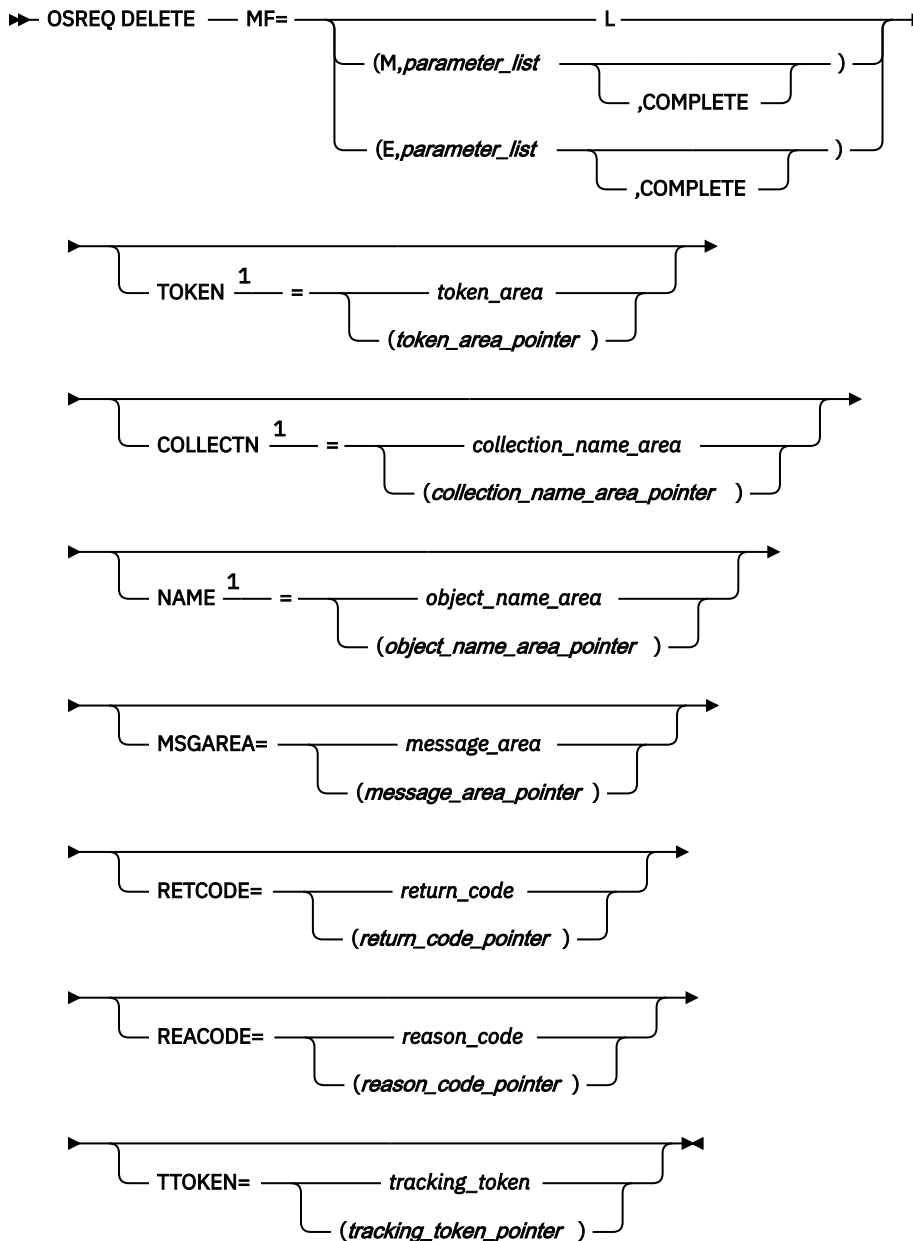 OSREQ DELETE MF= L
(M,parameter_list )
,COMPLETE
(E,parameter_list )
,COMPLETE
TOKEN 1 = token_area
(token_area_pointer )
COLLECTN 1 = collection_name_area
(collection_name_area_pointer )
NAME 1 = object_name_area
(object_name_area_pointer )
MSGAREA= message_area
(message_area_pointer )
RETCODE= return_code
(return_code_pointer )
REACODE= reason_code
(reason_code_pointer )
TTOKEN= tracking_token
(tracking_token_pointer )